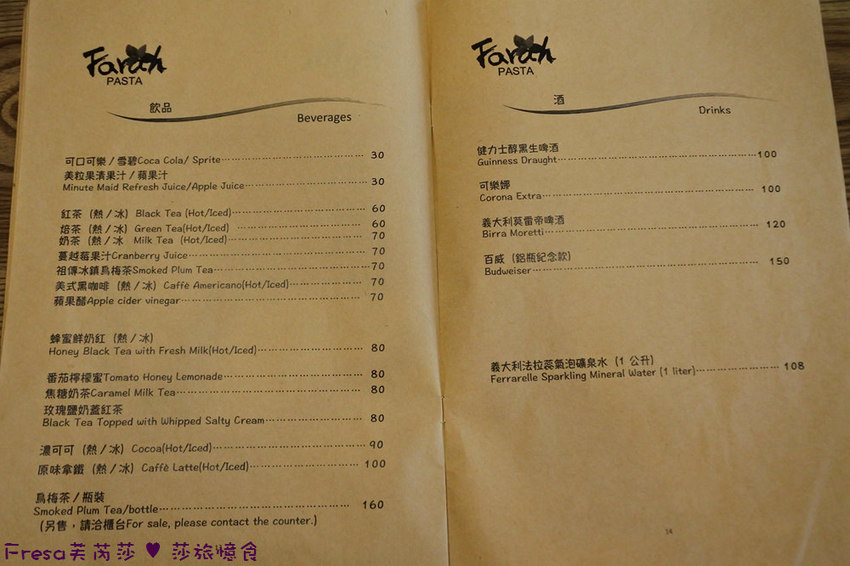 Farah
PASTA
飲品
Beverages
可口可樂/雪碧Coca Cola/ Sprite 30
美粒果漬果汁/蘋果汁
Minute Maid Refresh Juice/Apple Juice 30
紅茶 (熱/冰) Black Tea (Hot/Iced) 60
焙茶 (熱/冰) Green Tea(Hot/Iced) 60
奶茶 (熱/冰 Milk Tea (Hot/Iced) 70
蔓越莓果汁Cranberry Juice 70
祖傳冰鎮烏梅茶Smoked Plum Tea 70
美式黑咖啡 (熱/冰) Caffè Americano(Hot/Iced) 70
蘋果醋Apple cider vinegar 70
蜂蜜鮮奶紅 (熱/冰)
Honey Black Tea with Fresh Milk(Hot/Iced) 80
番茄檸檬蜜Tomato Honey Lemonade 80
焦糖奶茶Caramel Milk Tea 80
玫瑰鹽奶蓋紅茶
Black Tea Topped with Whipped Salty Cream 80
濃可可 (熱/冰) Cocoa(Hot/Iced) 90
原味拿鐵 (熱/冰) Caffè Latte(Hot/Iced) 100
烏梅茶/瓶裝
Smoked Plum Tea/bottle 160
(另售,請洽櫃台For sale, please contact the counter.)
Farah
PASTA
酒
Drinks
健力士醇黑生啤酒
Guinness Draught 100
可樂娜
Corona Extra 100
義大利莫雷帝啤酒
Birra Moretti 120
百威 (鋁瓶紀念款)
Budweiser 150
義大利法拉蕊氣泡礦泉水 (1 公升)
Ferrarelle Sparkling Mineral Water (1 liter) 108
14
Fresa芙芮莎 ♥ 莎旅憶食